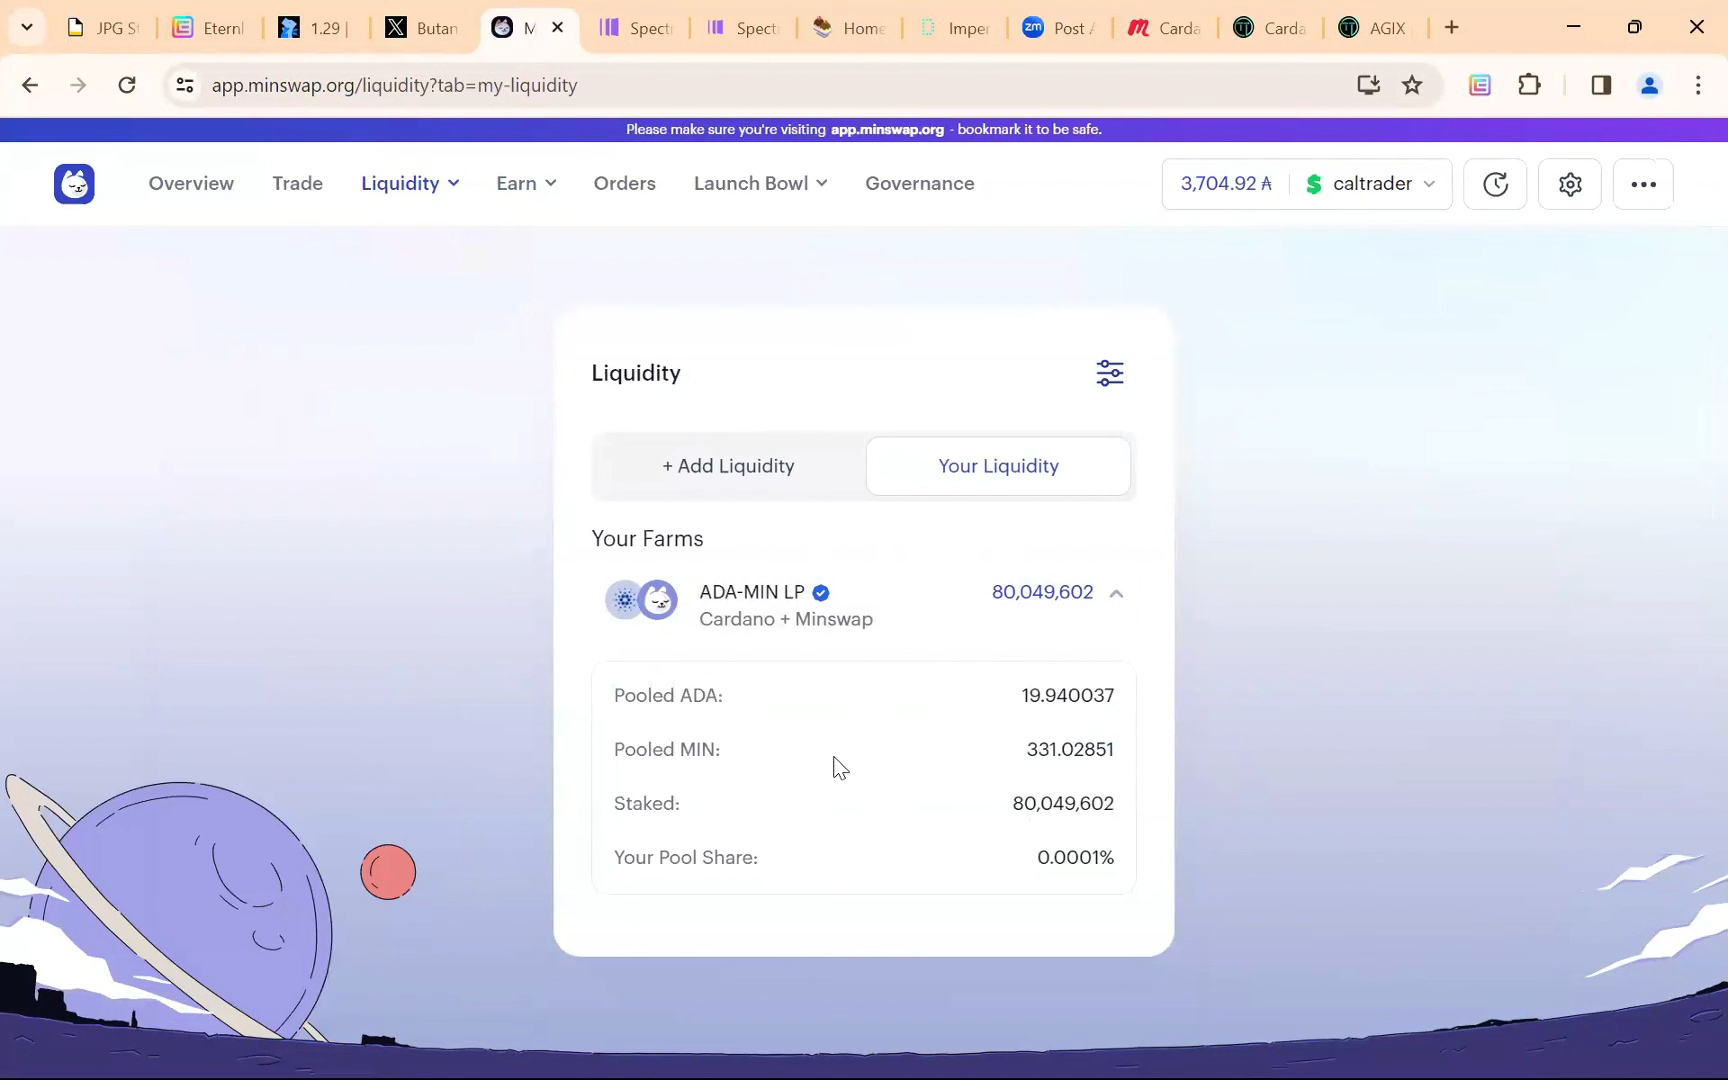 JPG S
Eternl
1.29 |
Butan
M
Spectr
Spectr
Home
Imper
Post A
Carda
Carda
AGIX
app.minswap.org/liquidity?tab=my-liquidity
Please make sure you're visiting app.minswap.org - bookmark it to be safe.
Overview
Trade
Liquidity
Earn
Orders
Launch Bowl
Governance
3,704.92 ₳
caltrader
Liquidity
+ Add Liquidity
Your Liquidity
Your Farms
ADA-MIN LP
80,049,602
Cardano + Minswap
Pooled ADA: 19.940037
Pooled MIN: 331.02851
Staked: 80,049,602
Your Pool Share: 0.0001%